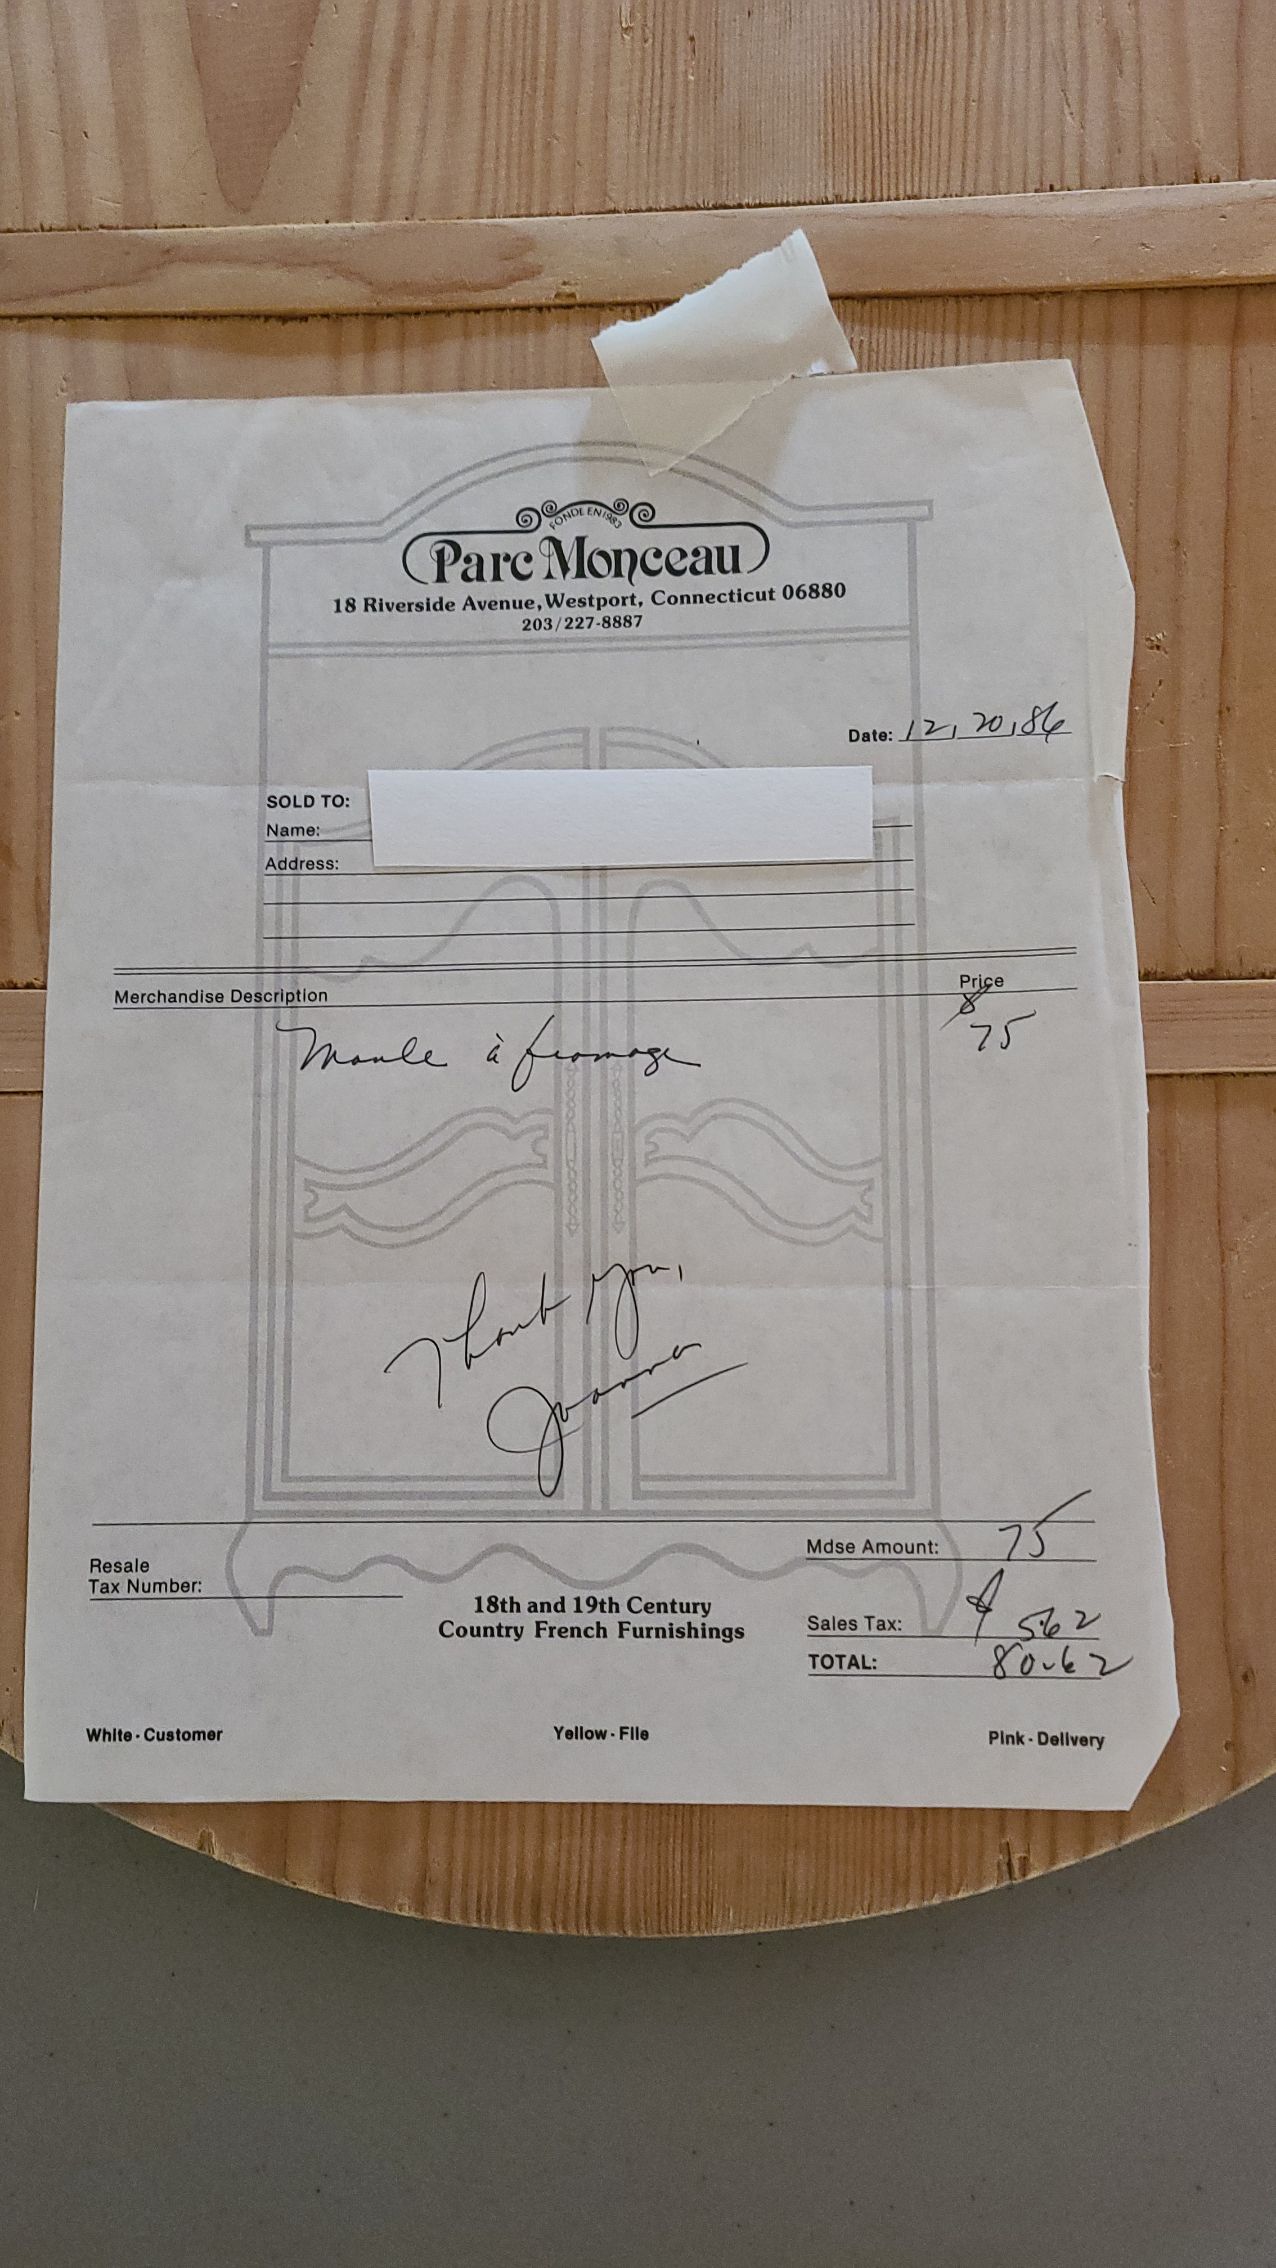 FONDE EN 1983
Parc Monceau
18 Riverside Avenue, Westport, Connecticut 06880
203/227-8887
Date: 12, 20, 86
SOLD TO:
Name:
Address:
Merchandise Description Price
Moule à fromage $ 75
Thank you,
Joanna
Mdse Amount: 75
Resale
Tax Number:
18th and 19th Century
Country French Furnishings
Sales Tax: $ 5.62
TOTAL: 80.62
White - Customer Yellow - File Pink - Delivery